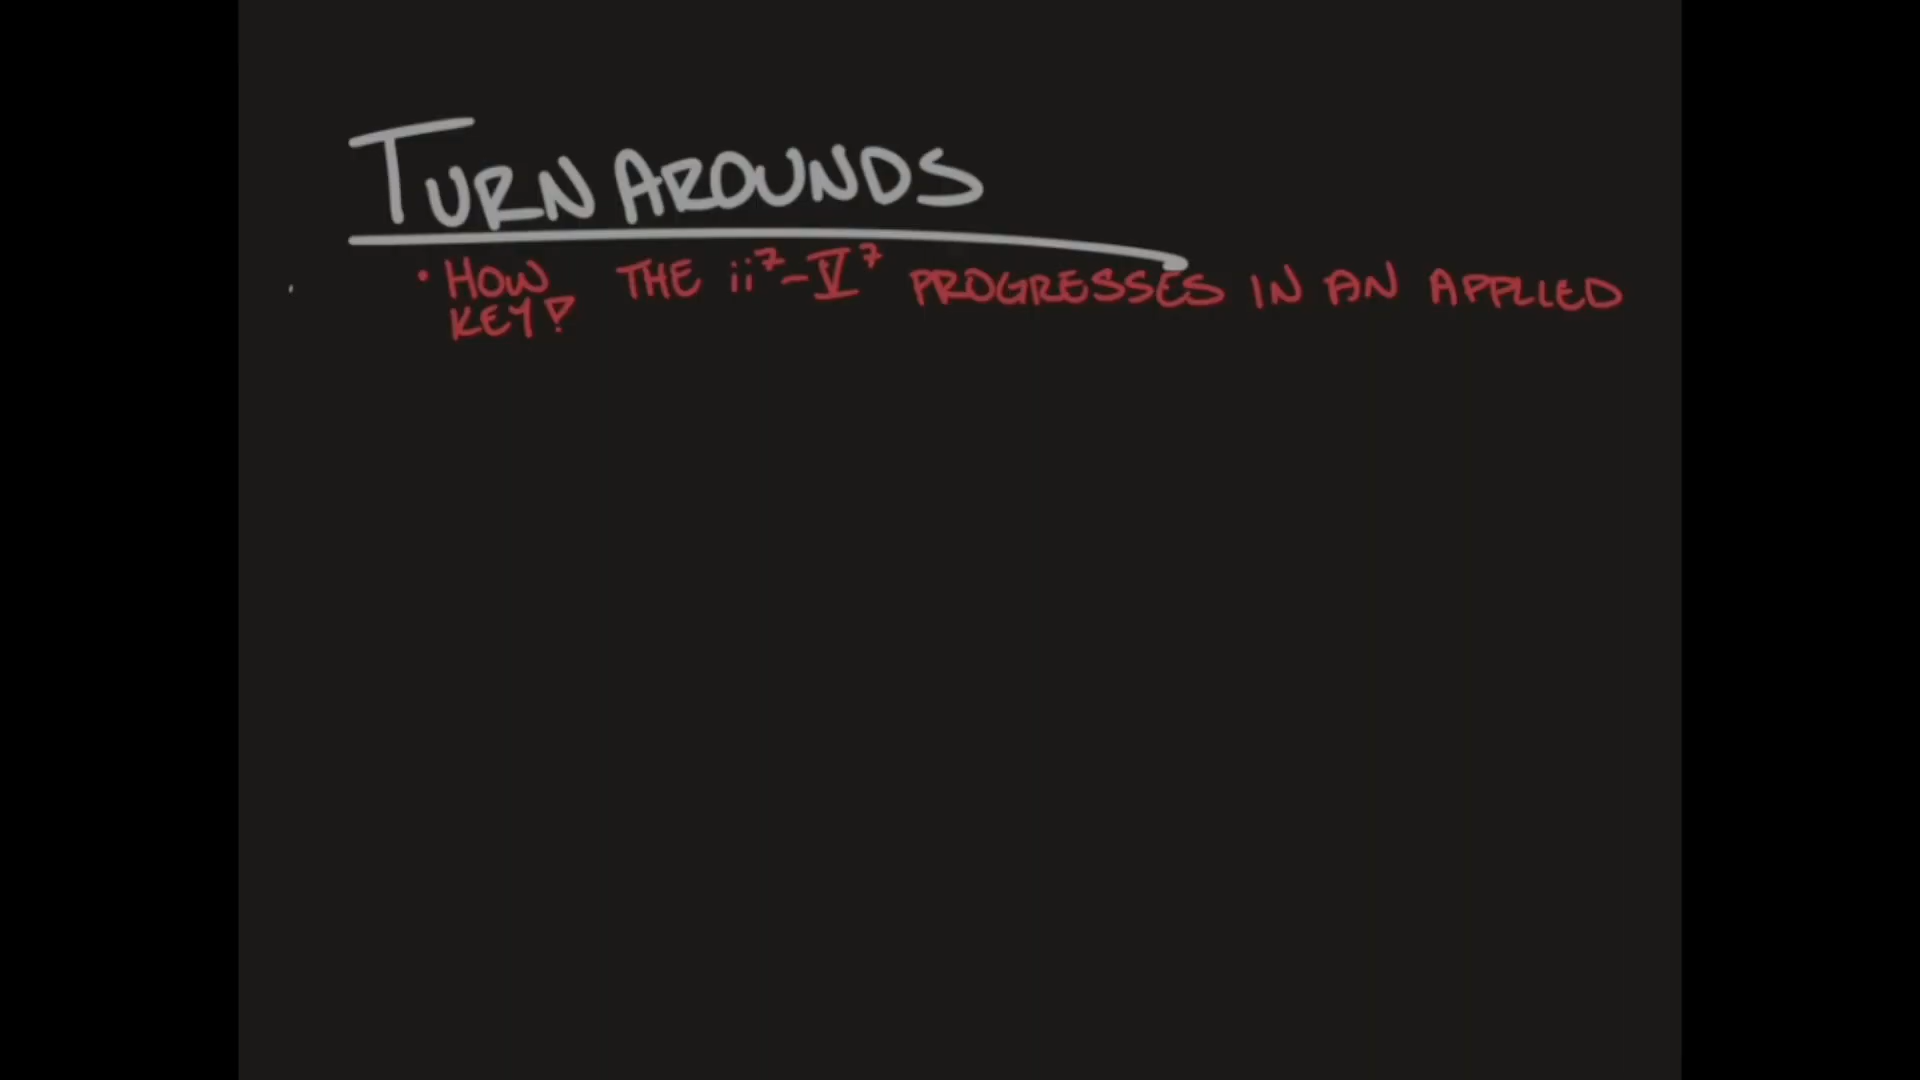 TURNAROUNDS
• HOW THE ii⁷-V⁷ PROGRESSES IN AN APPLIED
KEY?